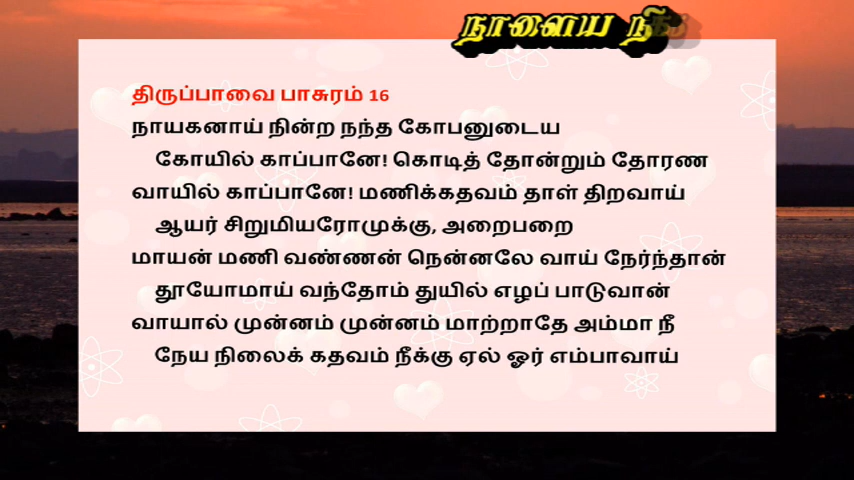 நாளைய
திருப்பாவை பாசுரம் 16
நாயகனாய் நின்ற நந்த கோபனுடைய
கோயில் காப்பானே! கொடித் தோன்றும் தோரண
வாயில் காப்பானே! மணிக்கதவம் தாள் திறவாய்
ஆயர் சிறுமியரோமுக்கு, அறைபறை
மாயன் மணி வண்ணன் நென்னலே வாய் நேர்ந்தான்
தூயோமாய் வந்தோம் துயில் எழப் பாடுவான்
வாயால் முன்னம் முன்னம் மாற்றாதே அம்மா நீ
நேய நிலைக் கதவம் நீக்கு ஏல் ஓர் எம்பாவாய்